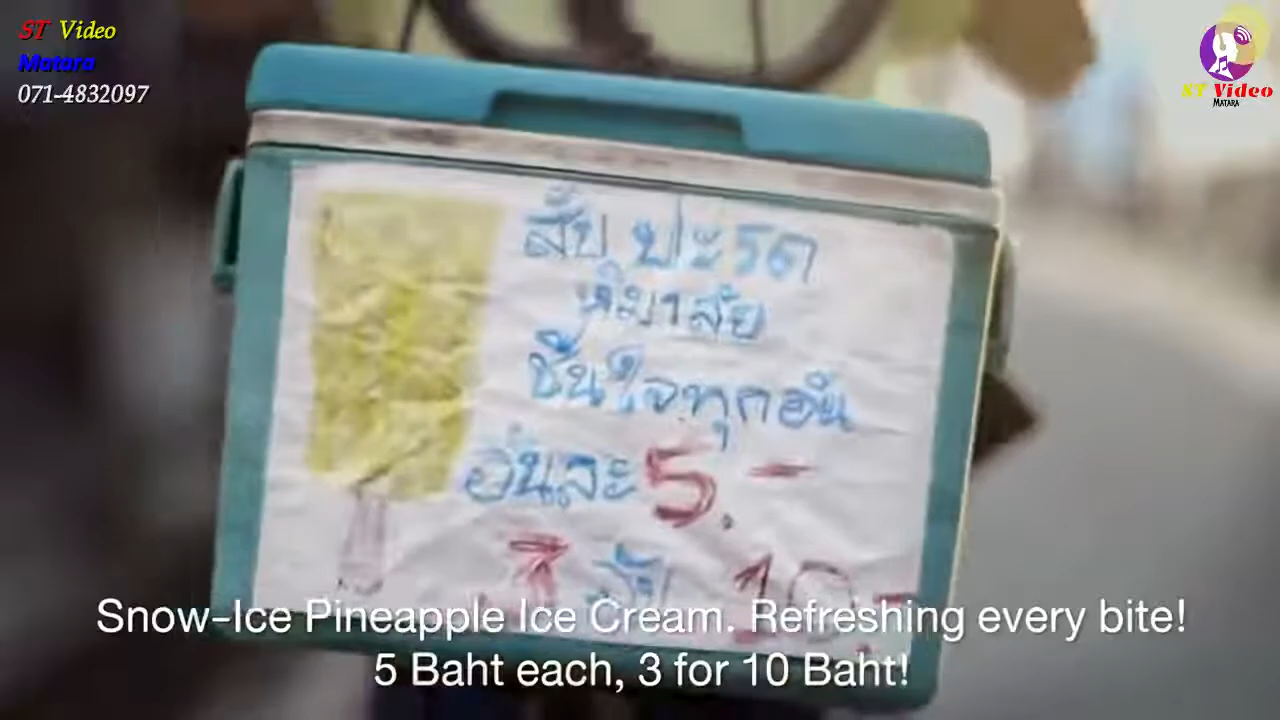 ST Video
Matara
071-4832097
ST Video
MATARA
สัป ปะรด
หิมาลัย
ชื่นใจทุกอัน
อันละ 5.-
3 อัน 10.-
Snow-Ice Pineapple Ice Cream. Refreshing every bite!
5 Baht each, 3 for 10 Baht!